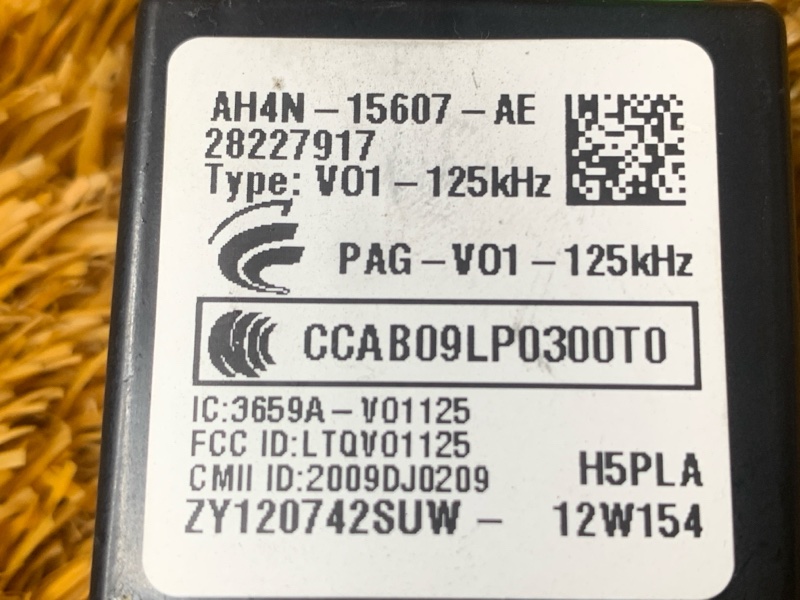 AH4N-15607-AE
28227917
Type: V01-125kHz
PAG-V01-125kHz
CCAB09LP0300T0
IC:3659A-V01125
FCC ID:LTQV01125
CMII ID:2009DJ0209
H5PLA
ZY120742SUW - 12W154